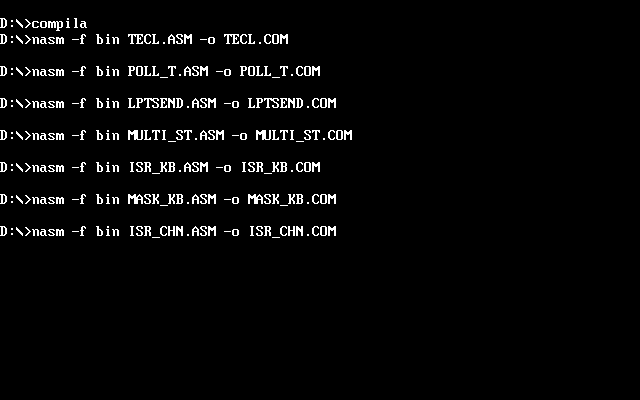 D:\>compila
D:\>nasm -f bin TECL.ASM -o TECL.COM
D:\>nasm -f bin POLL_T.ASM -o POLL_T.COM
D:\>nasm -f bin LPTSEND.ASM -o LPTSEND.COM
D:\>nasm -f bin MULTI_ST.ASM -o MULTI_ST.COM
D:\>nasm -f bin ISR_KB.ASM -o ISR_KB.COM
D:\>nasm -f bin MASK_KB.ASM -o MASK_KB.COM
D:\>nasm -f bin ISR_CHN.ASM -o ISR_CHN.COM